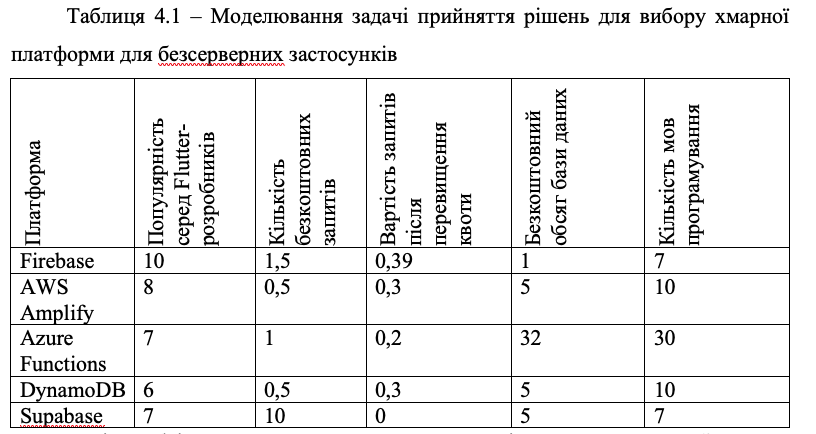 Таблиця 4.1 – Моделювання задачі прийняття рішень для вибору хмарної
платформи для безсерверних застосунків
Платформа
Популярність
серед Flutter-
розробників
Кількість
безкоштовних
запитів
Вартість запитів
після
перевищення
квоти
Безкоштовний
обсяг бази даних
Кількість мов
програмування
Firebase 10 1,5 0,39 1 7
AWS
Amplify 8 0,5 0,3 5 10
Azure
Functions 7 1 0,2 32 30
DynamoDB 6 0,5 0,3 5 10
Supabase 7 10 0 5 7